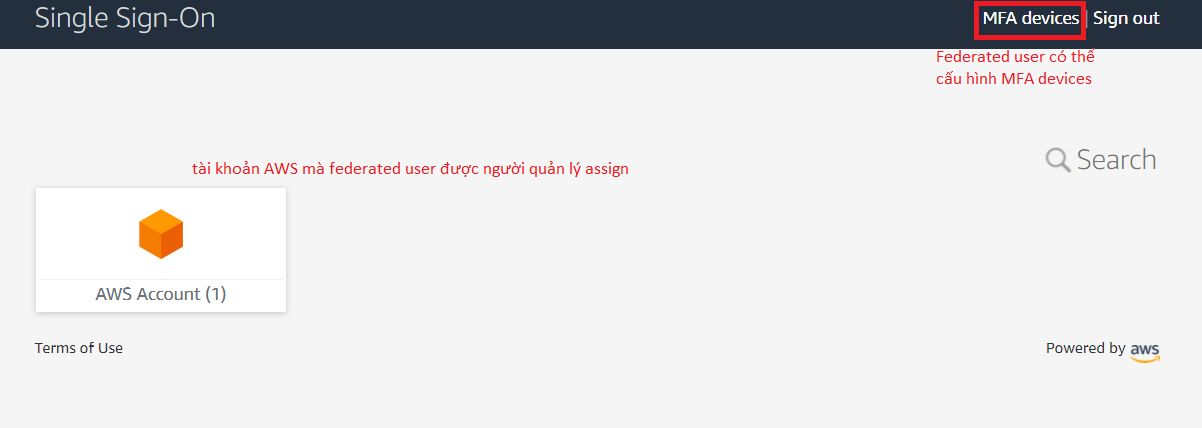 Single Sign-On
MFA devices | Sign out
Federated user có thể
cấu hình MFA devices
tài khoản AWS mà federated user được người quản lý assign
Search
AWS Account (1)
Terms of Use
Powered by aws